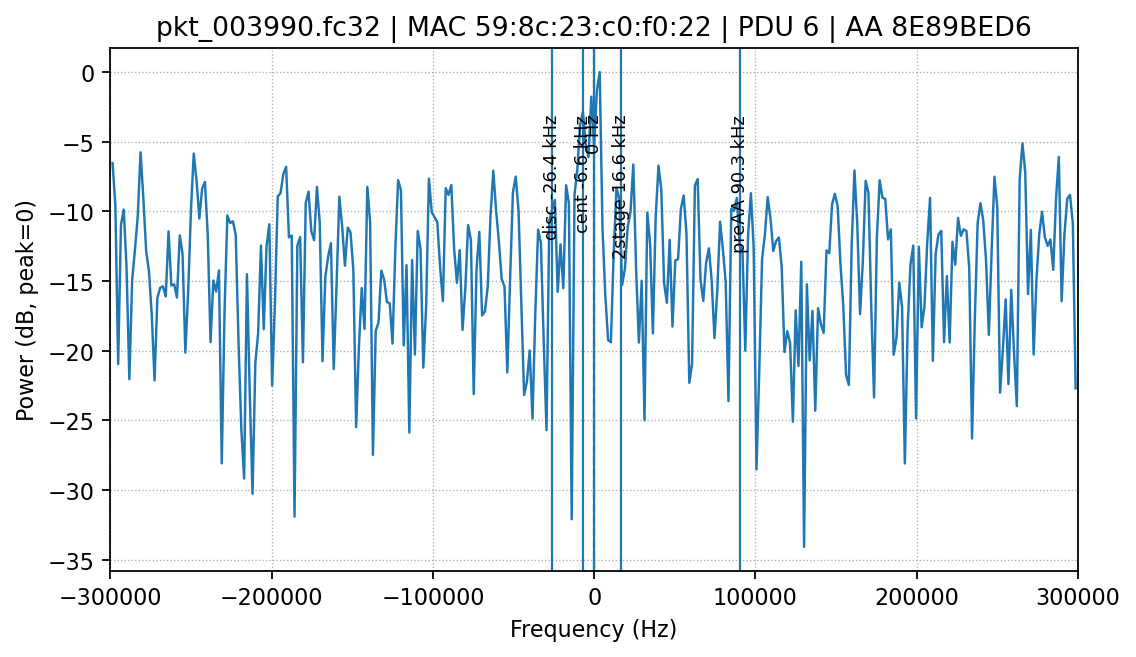 pkt_003990.fc32 | MAC 59:8c:23:c0:f0:22 | PDU 6 | AA 8E89BED6
Power (dB, peak=0)
0
−5
−10
−15
−20
−25
−30
−35
disc -26.4 kHz
cent -6.6 kHz
0 Hz
2stage 16.6 kHz
preAA 90.3 kHz
−300000
−200000
−100000
0
100000
200000
300000
Frequency (Hz)